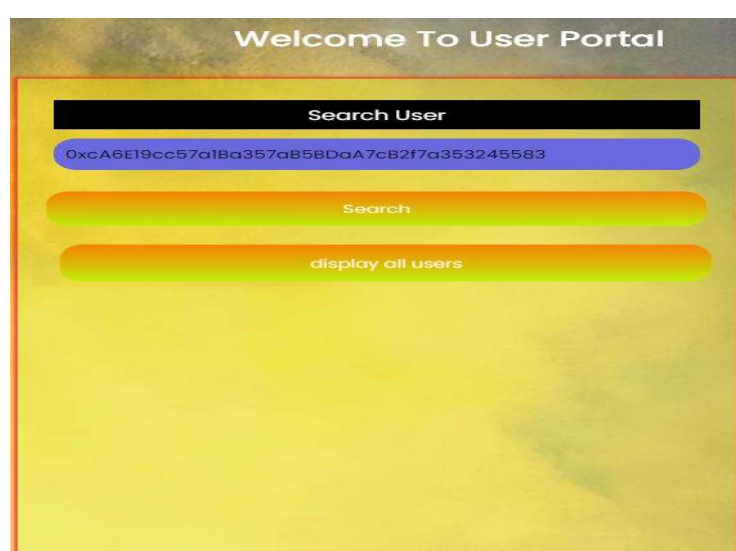 Welcome To User Portal
Search User
0xcA6E19cc57a1Ba357aB5BDaA7cB2f7a353245583
Search
display all users